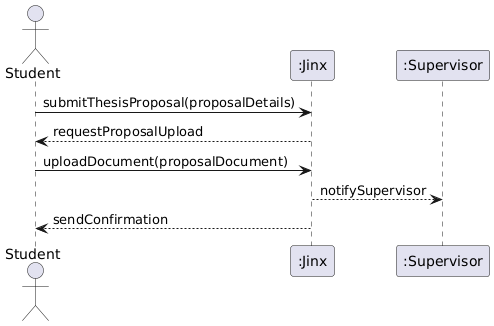 Student
:Jinx
:Supervisor
submitThesisProposal(proposalDetails)
requestProposalUpload
uploadDocument(proposalDocument)
notifySupervisor
sendConfirmation
Student
:Jinx
:Supervisor